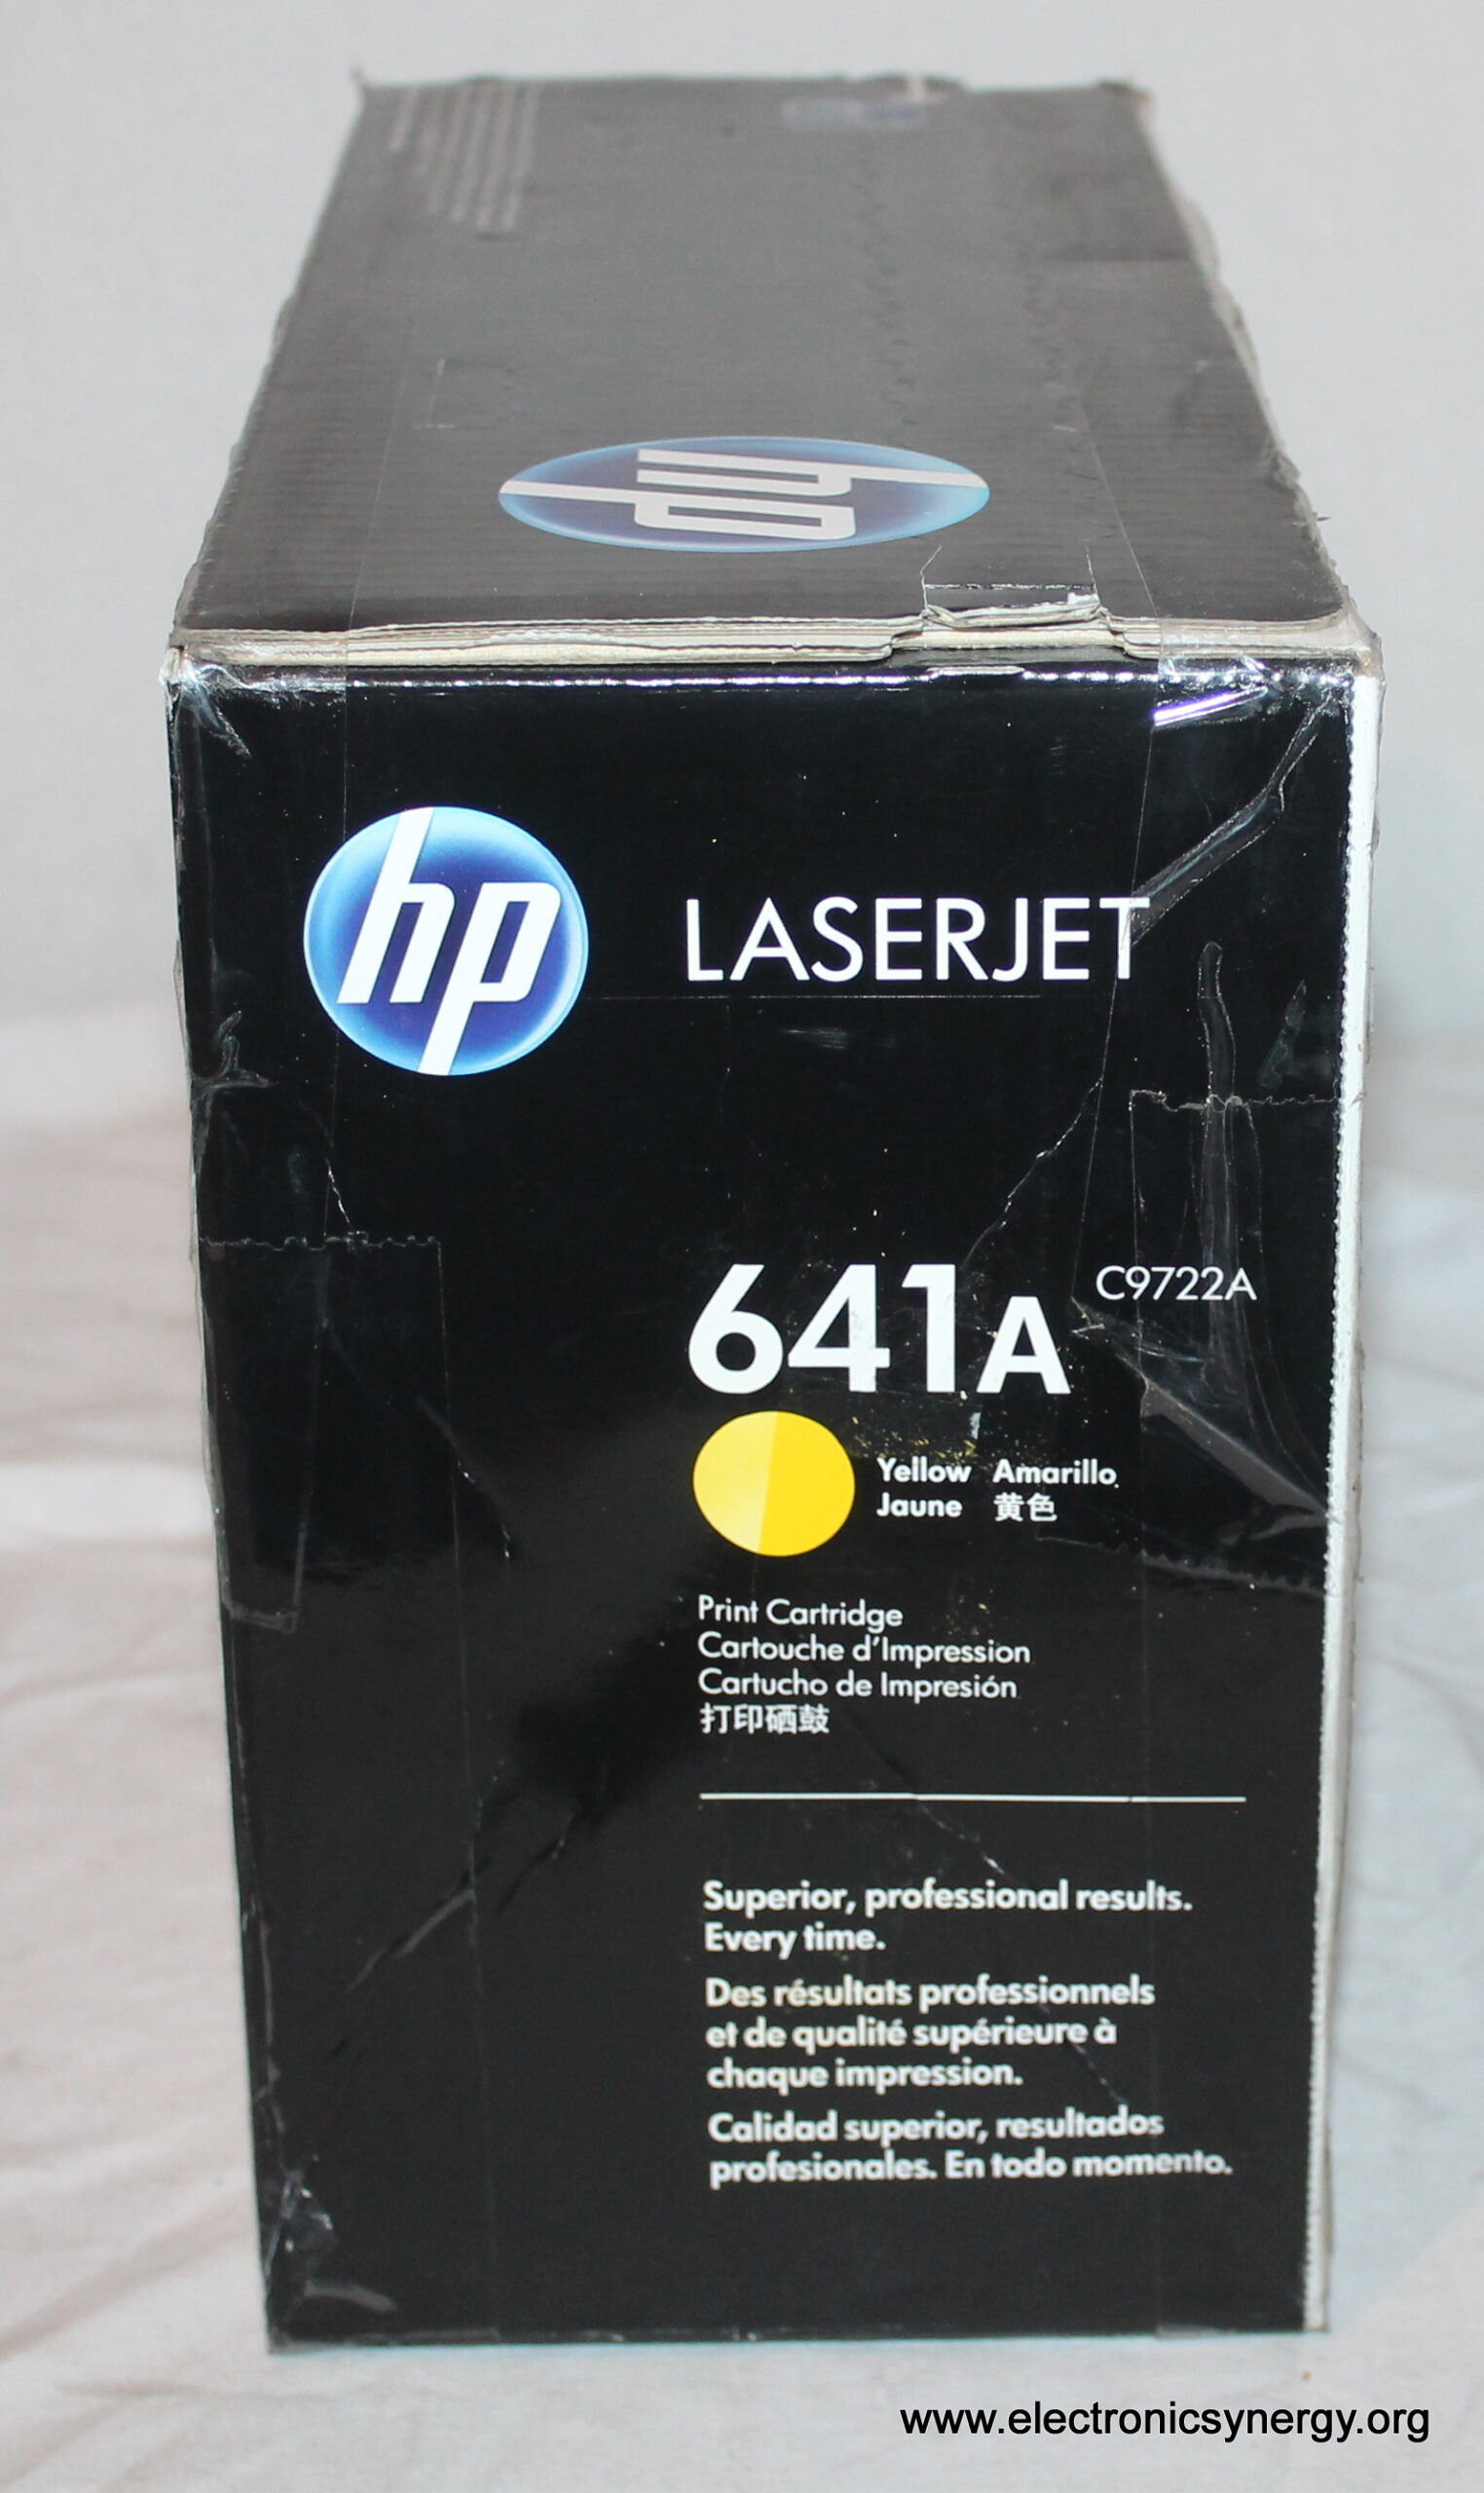 hp
hp
LASERJET
641A
C9722A
Yellow Amarillo
Jaune 黄色
Print Cartridge
Cartouche d'Impression
Cartucho de Impresión
打印硒鼓
Superior, professional results.
Every time.
Des résultats professionnels
et de qualité supérieure à
chaque impression.
Calidad superior, resultados
profesionales. En todo momento.
www.electronicsynergy.org